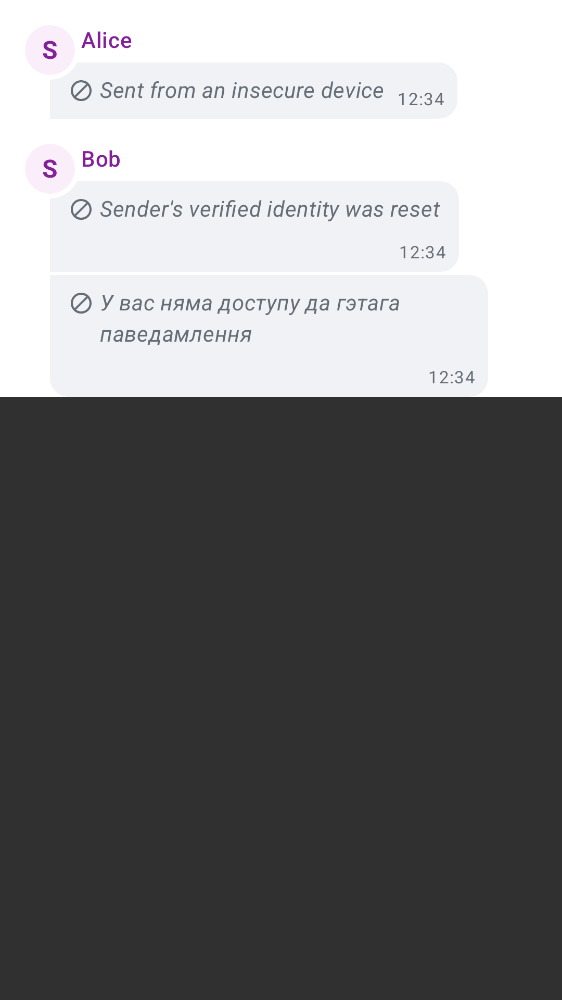 S
Alice
Sent from an insecure device
12:34
S
Bob
Sender's verified identity was reset
12:34
У вас няма доступу да гэтага
паведамлення
12:34